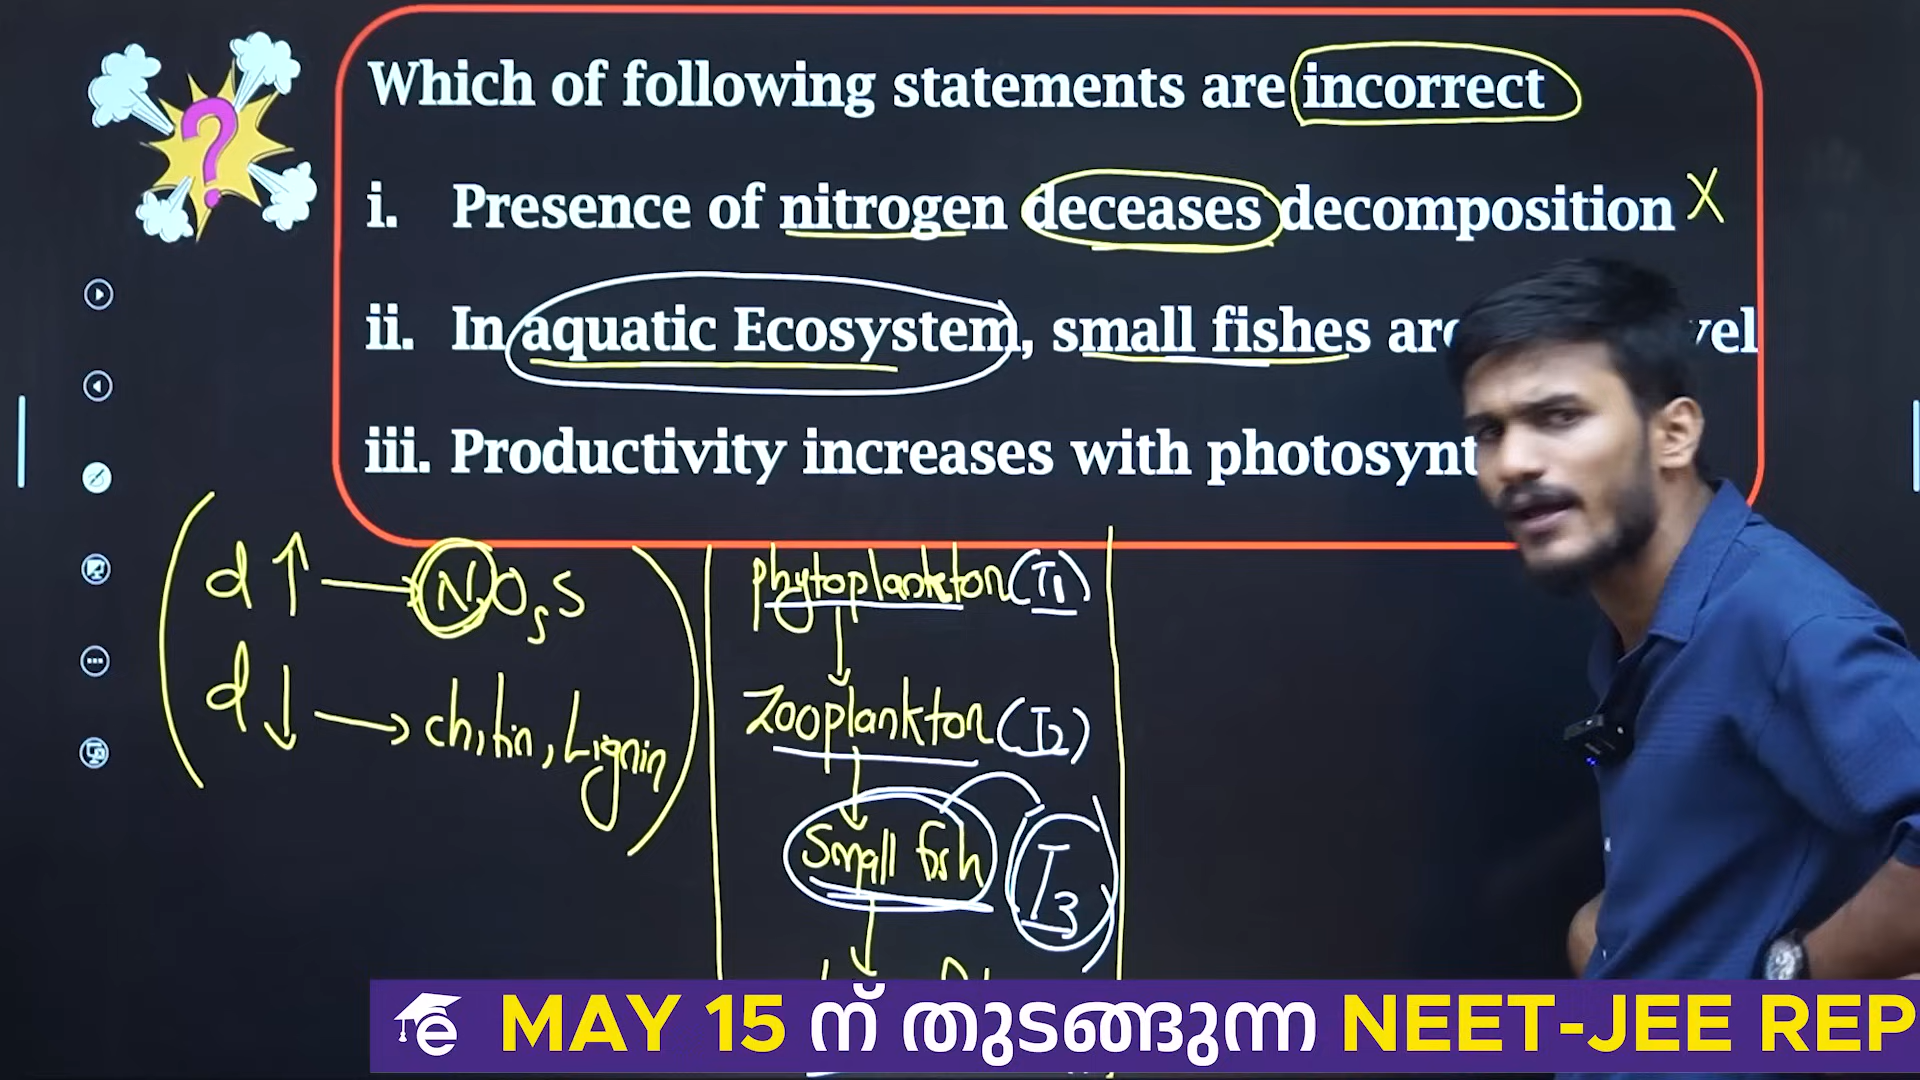 ?
Which of following statements are incorrect
i. Presence of nitrogen deceases decomposition X
ii. In aquatic Ecosystem, small fishes are vel
iii. Productivity increases with photosynt
d ↑ → N, O, S
d ↓ → chitin, Lignin
phytoplankton (T1)
↓
Zooplankton (T2)
↓
Small fish T3
↓
e MAY 15 ന് തുടങ്ങുന്ന NEET-JEE REP